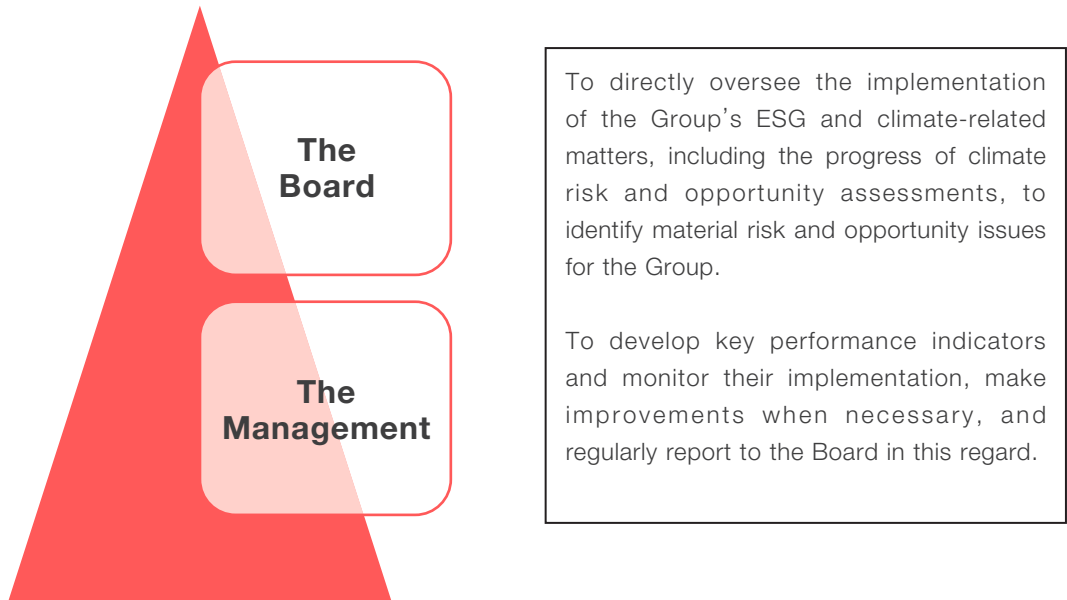 The
Board
The
Management
To directly oversee the implementation
of the Group's ESG and climate-related
matters, including the progress of climate
risk and opportunity assessments, to
identify material risk and opportunity issues
for the Group.
To develop key performance indicators
and monitor their implementation, make
improvements when necessary, and
regularly report to the Board in this regard.